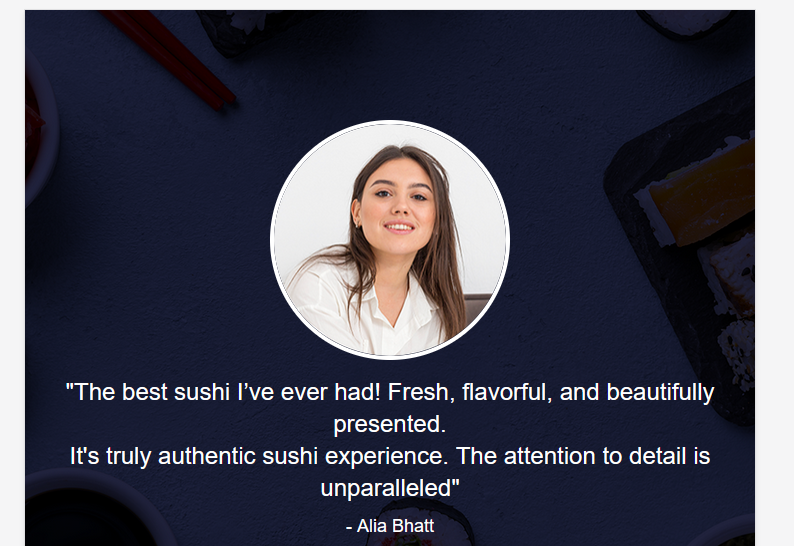 "The best sushi I’ve ever had! Fresh, flavorful, and beautifully
presented.
It's truly authentic sushi experience. The attention to detail is
unparalleled"
- Alia Bhatt